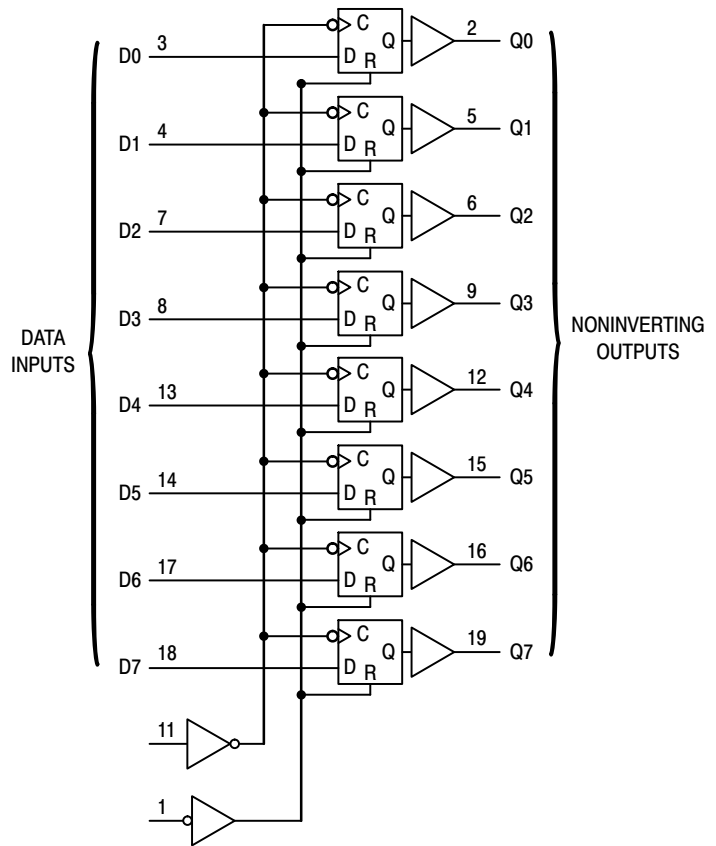 C
D
R
Q
2
Q0
D0
3
C
D
R
Q
5
Q1
D1
4
C
D
R
Q
6
Q2
D2
7
C
D
R
Q
9
Q3
D3
8
DATA
INPUTS
NONINVERTING
OUTPUTS
C
D
R
Q
12
Q4
D4
13
C
D
R
Q
15
Q5
D5
14
C
D
R
Q
16
Q6
D6
17
C
D
R
Q
19
Q7
D7
18
11
1